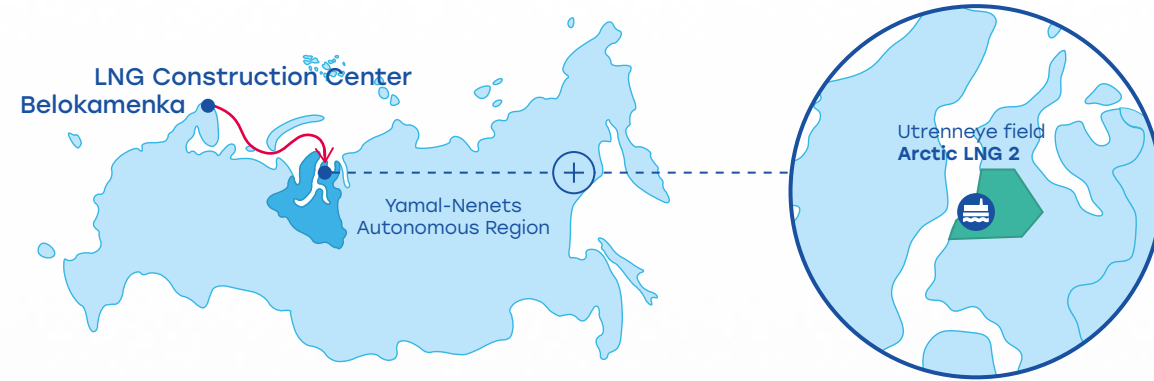 LNG Construction Center
Belokamenka
Yamal-Nenets
Autonomous Region
Utrenneye field
Arctic LNG 2